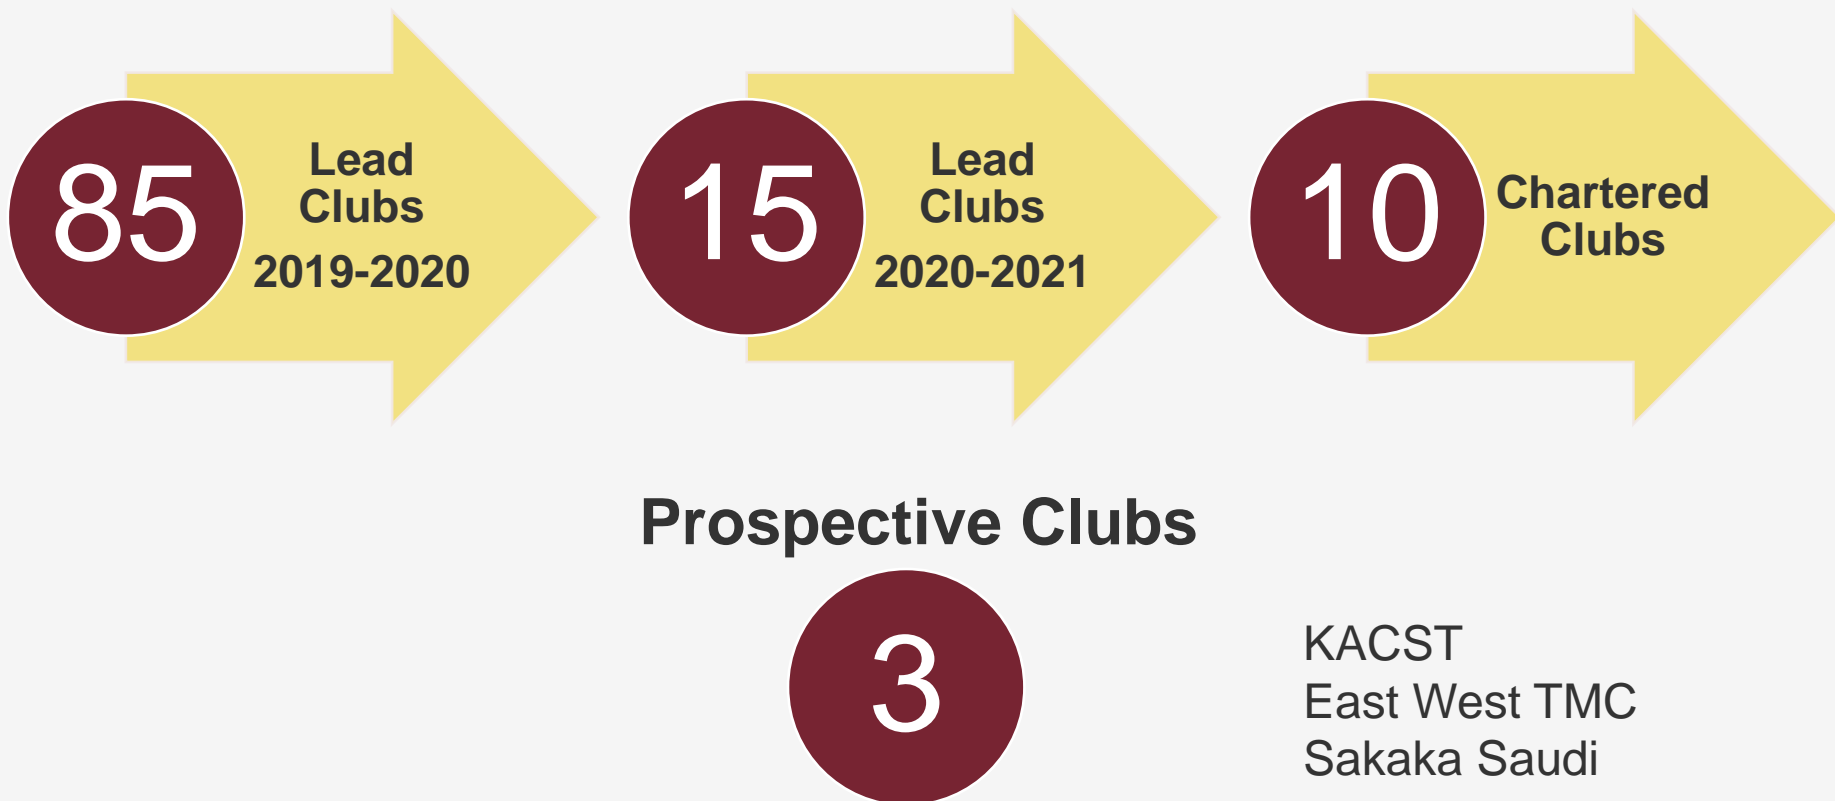 85
Lead
Clubs
2019-2020
15
Lead
Clubs
2020-2021
10
Chartered
Clubs
Prospective Clubs
3
KACST
East West TMC
Sakaka Saudi